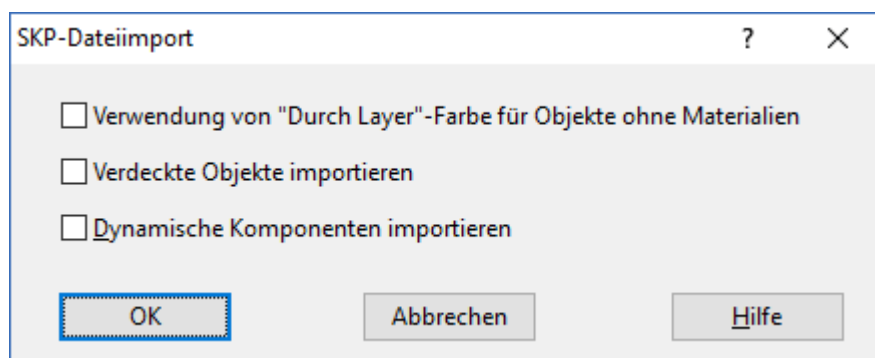 SKP-Dateiimport ?
Verwendung von "Durch Layer"-Farbe für Objekte ohne Materialien
Verdeckte Objekte importieren
Dynamische Komponenten importieren
OK Abbrechen Hilfe